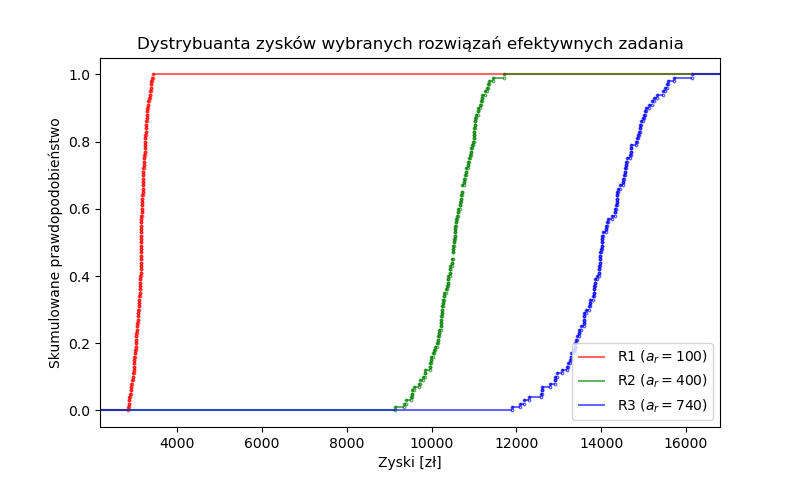 Dystrybuanta zysków wybranych rozwiązań efektywnych zadania
Skumulowane prawdopodobieństwo
1.0
0.8
0.6
0.4
0.2
0.0
R1 ($a_r = 100$)
R2 ($a_r = 400$)
R3 ($a_r = 740$)
4000 6000 8000 10000 12000 14000 16000
Zyski [zł]